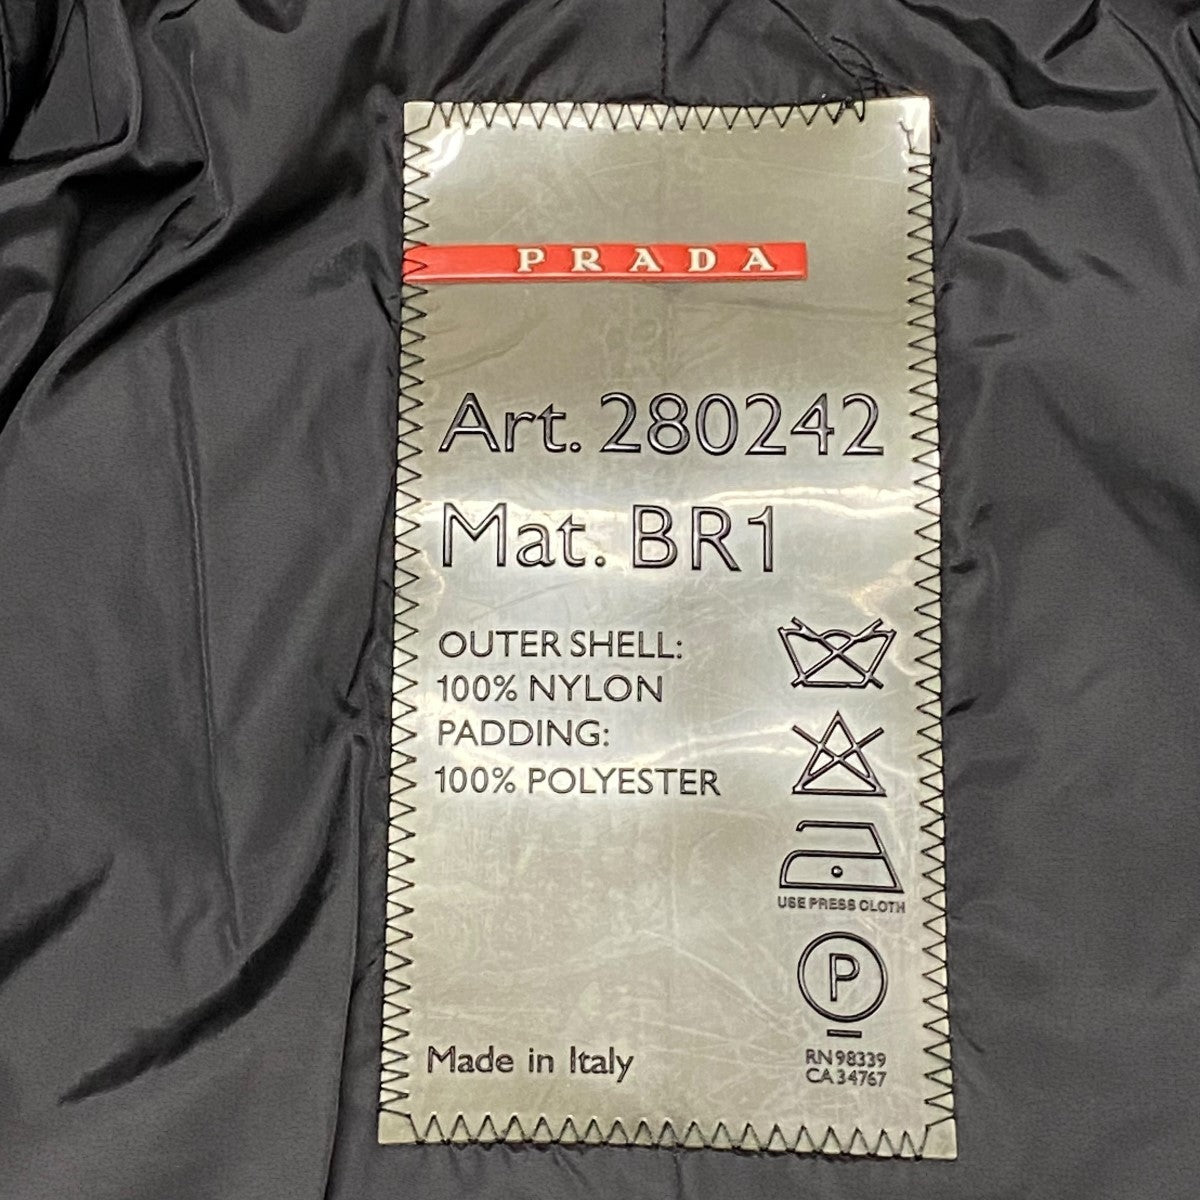 PRADA
Art. 280242
Mat. BR1
OUTER SHELL:
100% NYLON
PADDING:
100% POLYESTER
USE PRESS CLOTH
P
Made in Italy
RN 98339
CA 34767